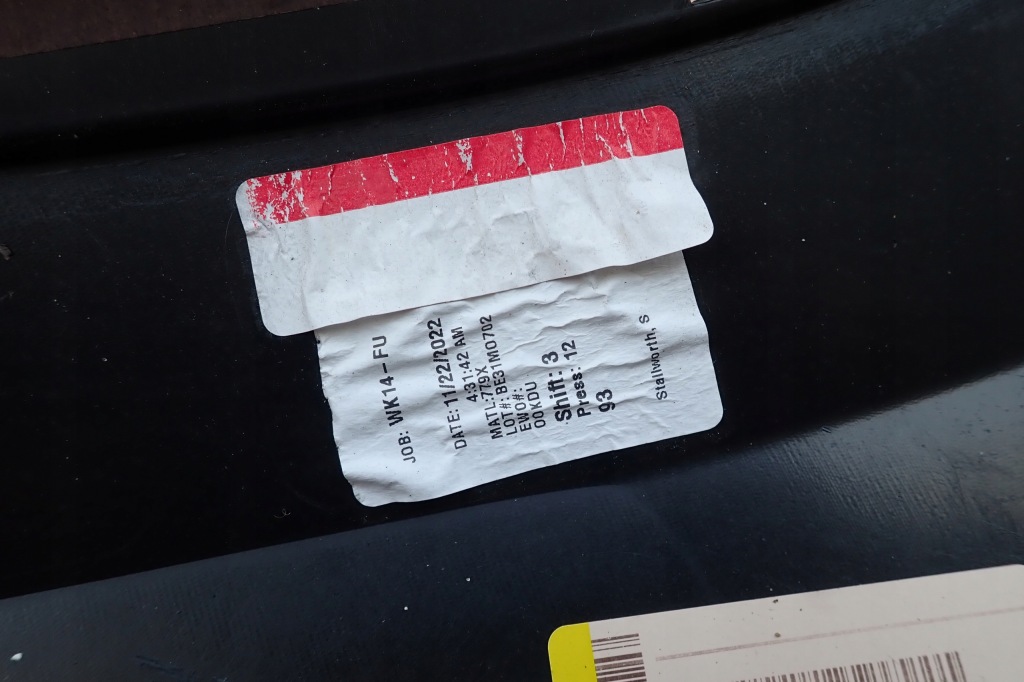 JOB: WK14-FU
DATE: 11/22/2022
4:31:42 AM
MATL:779X
LOT#: BE31M0702
EWO#:
00KDU
Shift: 3
Press: 12
93
Stallworth, S